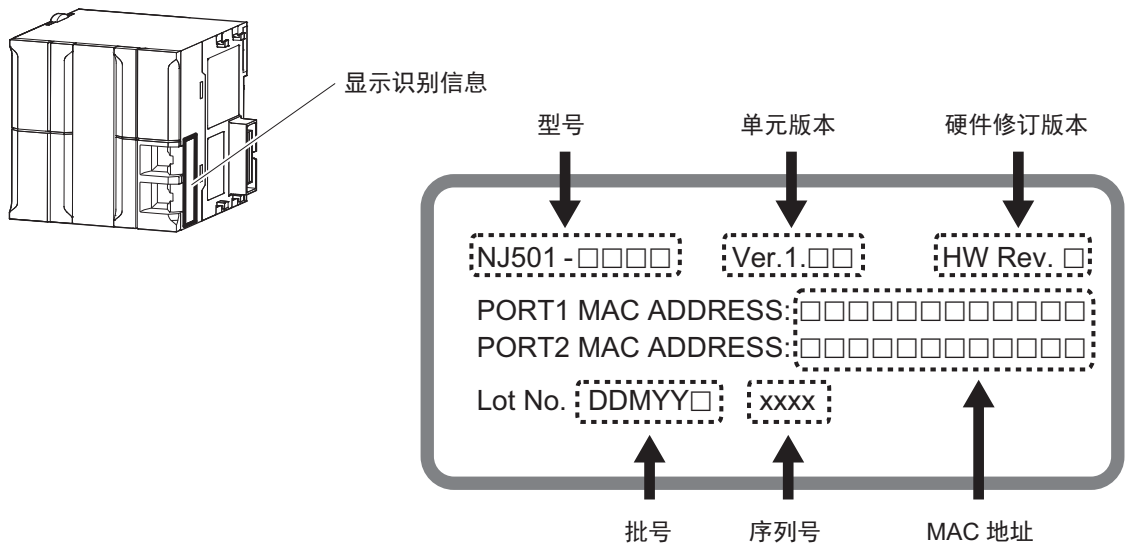 显示识别信息
型号 单元版本 硬件修订版本
NJ501-□□□□ Ver.1.□□ HW Rev. □
PORT1 MAC ADDRESS:□□□□□□□□□□□□
PORT2 MAC ADDRESS:□□□□□□□□□□□□
Lot No. DDMYY□ xxxx
批号 序列号 MAC 地址